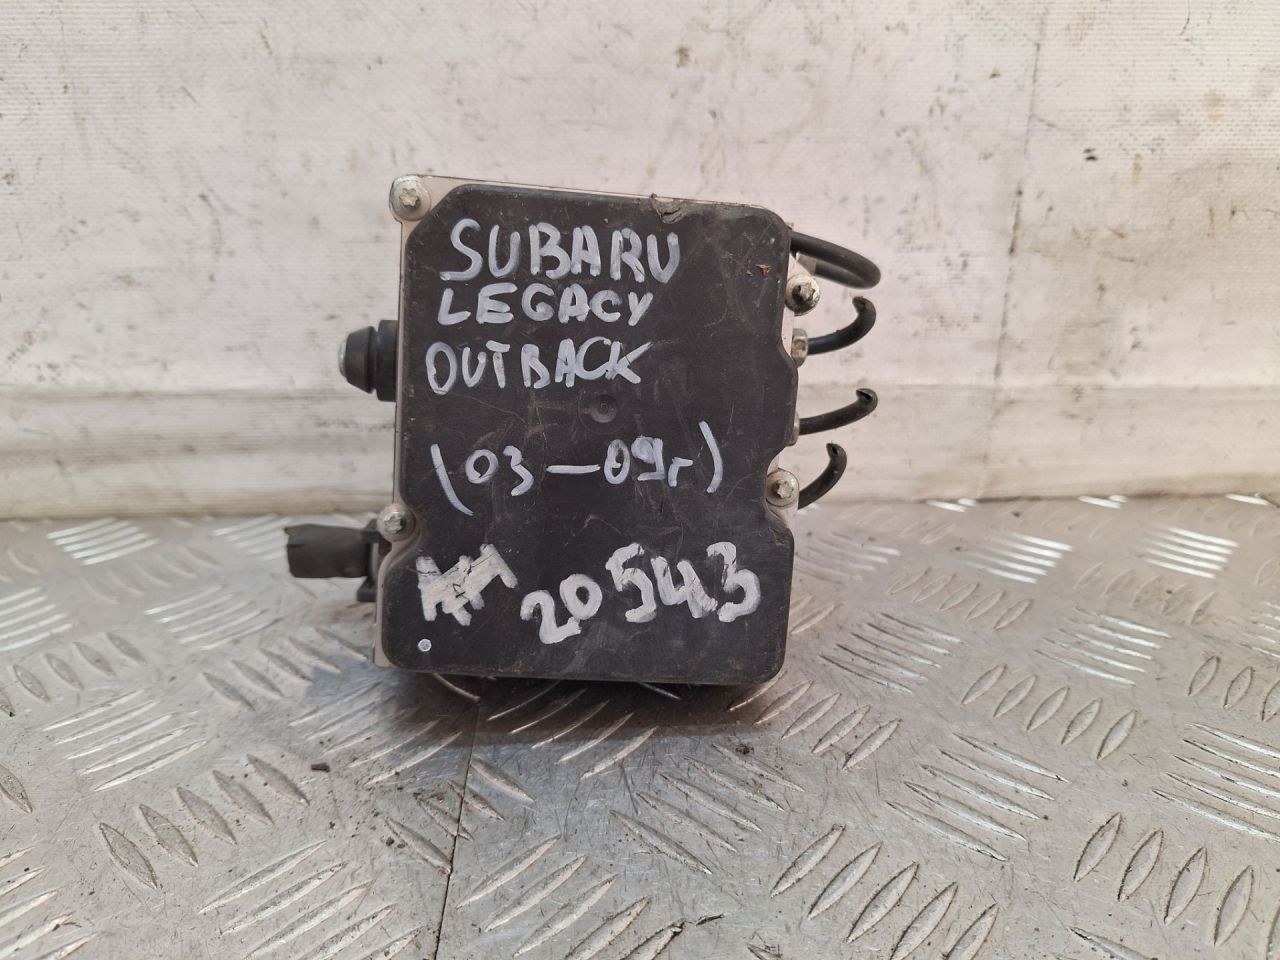 SUBARU
LEGACY
OUTBACK
(03-09г)
20543